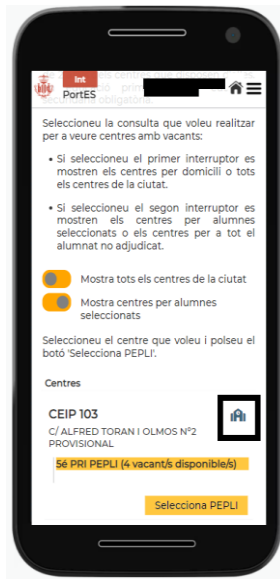 Int
PortES
Seleccioneu la consulta que voleu realitzar
per a veure centres amb vacants:
• Si seleccioneu el primer interruptor es
mostren els centres per domicili o tots
els centres de la ciutat.
• Si seleccioneu el segon interruptor es
mostren els centres per alumnes
seleccionats o els centres per a tot el
alumnat no adjudicat.
Mostra tots els centres de la ciutat
Mostra centres per alumnes
seleccionats
Seleccioneu el centre que voleu i polseu el
botó 'Selecciona PEPLI'.
Centres
CEIP 103
C/ ALFRED TORAN I OLMOS Nº2
PROVISIONAL
5é PRI PEPLI (4 vacant/s disponible/s)
Selecciona PEPLI